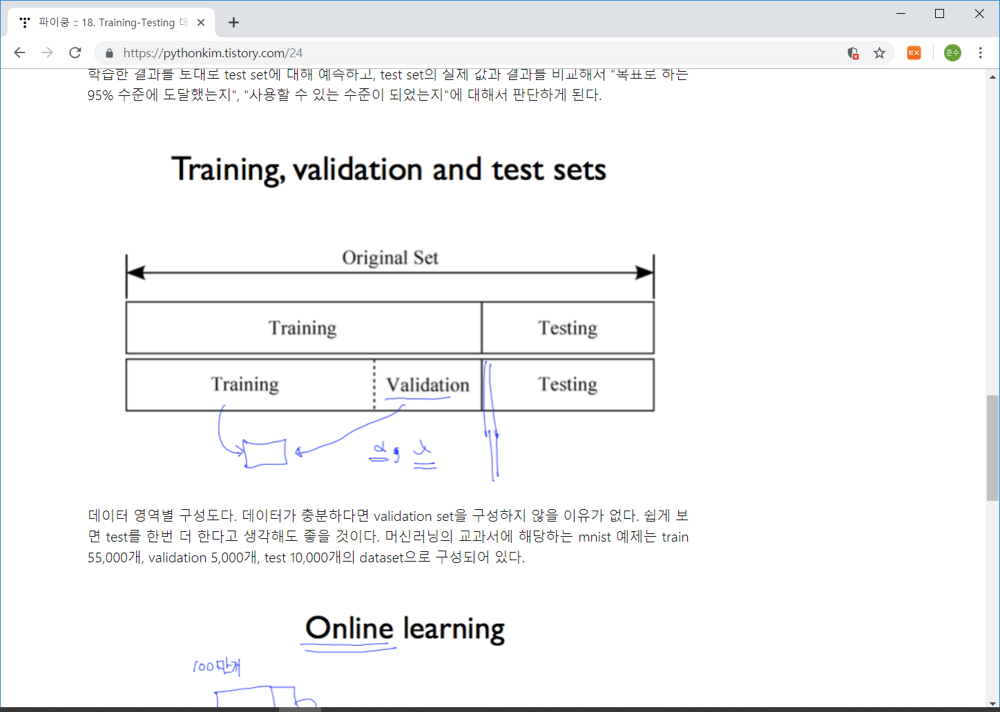 파이쿵 :: 18. Training-Testing 데
https://pythonkim.tistory.com/24
EX
준수
학습한 결과를 토대로 test set에 대해 예측하고, test set의 실제 값과 결과를 비교해서 "목표로 하는
95% 수준에 도달했는지", "사용할 수 있는 수준이 되었는지"에 대해서 판단하게 된다.
Training, validation and test sets
Original Set
Training Testing
Training Validation Testing
α, λ
데이터 영역별 구성도다. 데이터가 충분하다면 validation set을 구성하지 않을 이유가 없다. 쉽게 보
면 test를 한번 더 한다고 생각해도 좋을 것이다. 머신러닝의 교과서에 해당하는 mnist 예제는 train
55,000개, validation 5,000개, test 10,000개의 dataset으로 구성되어 있다.
Online learning
100만개